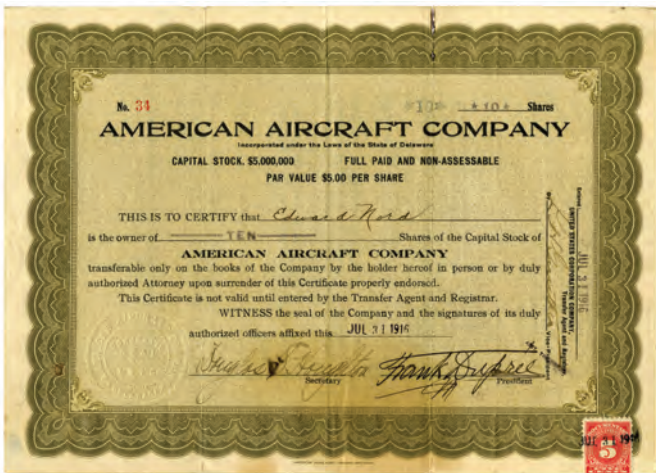 No. 34 *10* Shares
AMERICAN AIRCRAFT COMPANY
Incorporated under the Laws of the State of Delaware
CAPITAL STOCK, $5,000,000 FULL PAID AND NON-ASSESSABLE
PAR VALUE $5.00 PER SHARE
THIS IS TO CERTIFY that Edward Nord
is the owner of TEN Shares of the Capital Stock of
AMERICAN AIRCRAFT COMPANY
transferable only on the books of the Company by the holder hereof in person or by duly
authorized Attorney upon surrender of this Certificate properly endorsed.
This Certificate is not valid until entered by the Transfer Agent and Registrar.
WITNESS the seal of the Company and the signatures of its duly
authorized officers affixed this JUL 31 1916
Secretary Frank Dupree President
JUL 31 1916
UNITED STATES CORPORATION COMPANY,
Transfer Agent and Registrar
Vice-President
JUL 31 1916
5